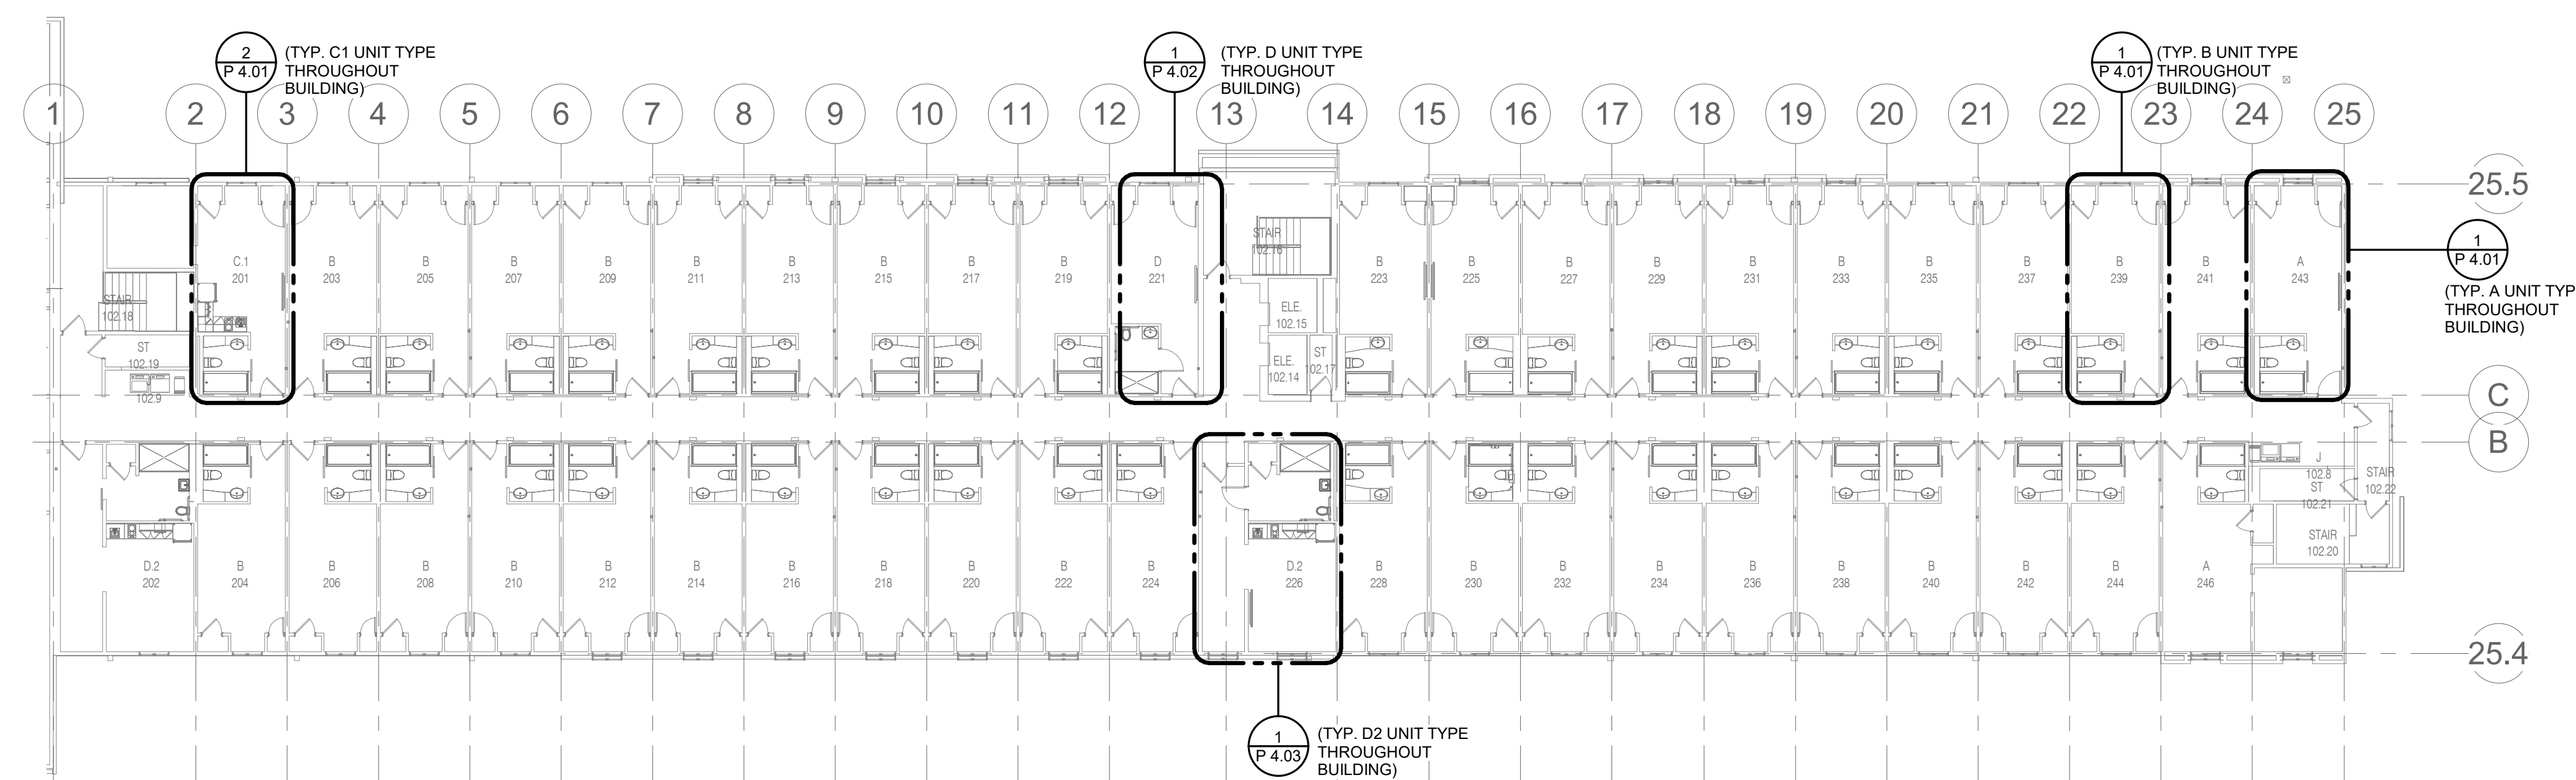 2
P 4.01
(TYP. C1 UNIT TYPE
THROUGHOUT
BUILDING)
1
P 4.02
(TYP. D UNIT TYPE
THROUGHOUT
BUILDING)
1
P 4.01
(TYP. B UNIT TYPE
THROUGHOUT
BUILDING)
1 2 3 4 5 6 7 8 9 10 11 12 13 14 15 16 17 18 19 20 21 22 23 24 25
25.5
1
P 4.01
(TYP. A UNIT TYP
THROUGHOUT
BUILDING)
STAIR
102.18
ST
102.19
102.9
C.1
201
B
203
B
205
B
207
B
209
B
211
B
213
B
215
B
217
B
219
D
221
STAIR
102.16
ELE.
102.15
ELE.
102.14
ST
102.17
B
223
B
225
B
227
B
229
B
231
B
233
B
235
B
237
B
239
B
241
A
243
C
B
D.2
202
B
204
B
206
B
208
B
210
B
212
B
214
B
216
B
218
B
220
B
222
B
224
D.2
226
B
228
B
230
B
232
B
234
B
236
B
238
B
240
B
242
B
244
A
246
J
102.8
ST
102.21
STAIR
102.22
STAIR
102.20
25.4
1
P 4.03
(TYP. D2 UNIT TYPE
THROUGHOUT
BUILDING)